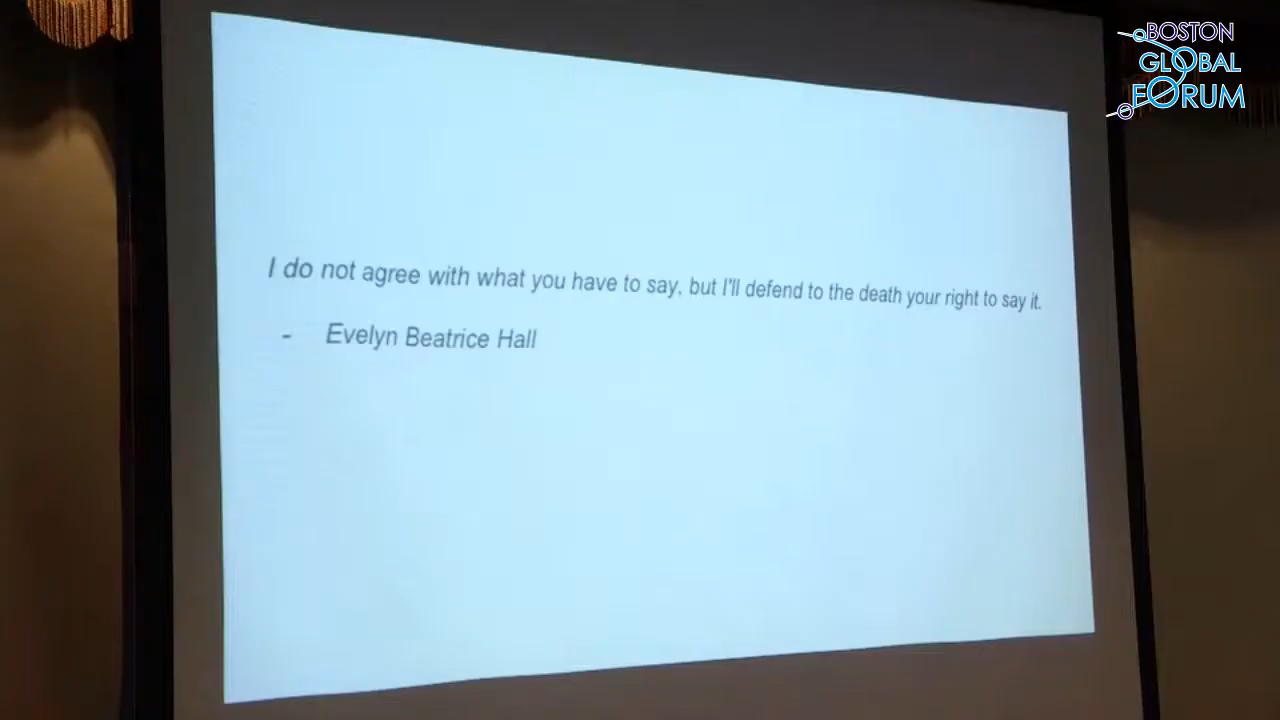 BOSTON
GLOBAL
FORUM
I do not agree with what you have to say, but I'll defend to the death your right to say it.
- Evelyn Beatrice Hall